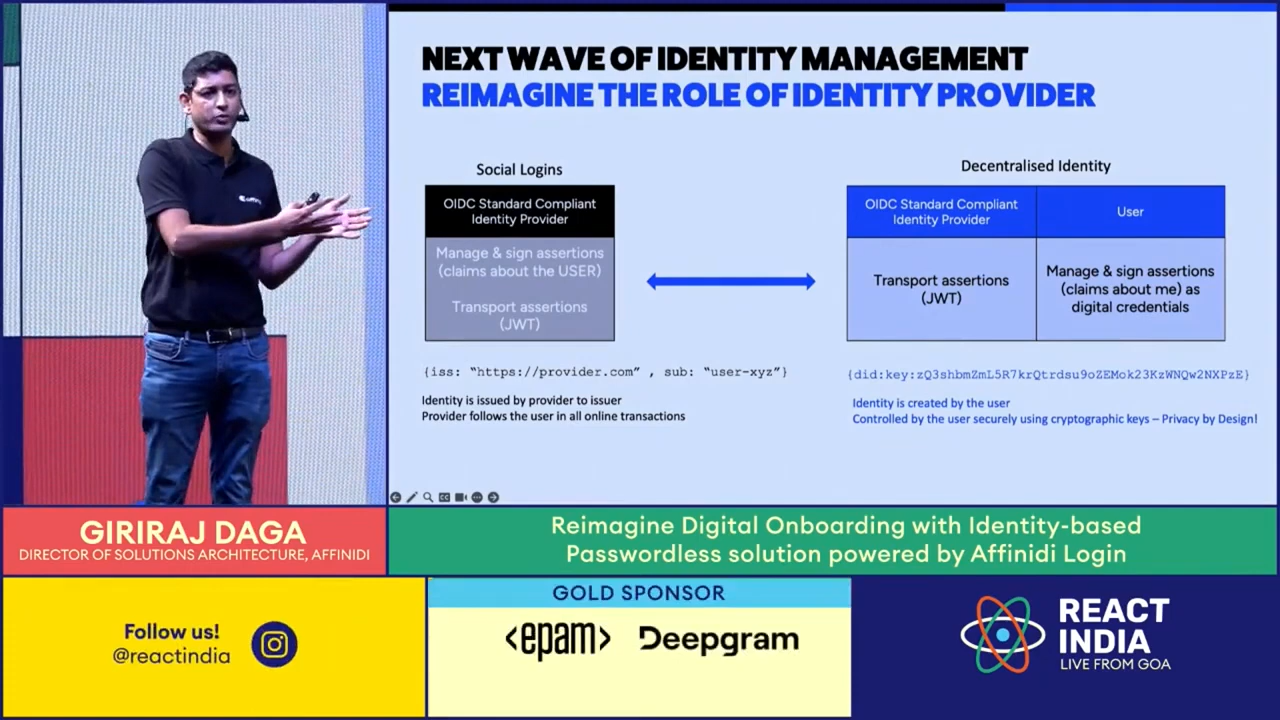 NEXT WAVE OF IDENTITY MANAGEMENT
REIMAGINE THE ROLE OF IDENTITY PROVIDER
Social Logins
OIDC Standard Compliant
Identity Provider
Manage & sign assertions
(claims about the USER)
Transport assertions
(JWT)
{iss: “https://provider.com” , sub: “user-xyz”}
Identity is issued by provider to issuer
Provider follows the user in all online transactions
Decentralised Identity
OIDC Standard Compliant
Identity Provider
User
Transport assertions
(JWT)
Manage & sign assertions
(claims about me) as
digital credentials
{did:key:zQ3shbmZmL5R7krQtrdsu9oZEMok23KzWNQw2NXPzE}
Identity is created by the user
Controlled by the user securely using cryptographic keys – Privacy by Design!
GIRIRAJ DAGA
DIRECTOR OF SOLUTIONS ARCHITECTURE, AFFINIDI
Reimagine Digital Onboarding with Identity-based
Passwordless solution powered by Affinidi Login
Follow us!
@reactindia
GOLD SPONSOR
<epam>
Deepgram
REACT
INDIA
LIVE FROM GOA